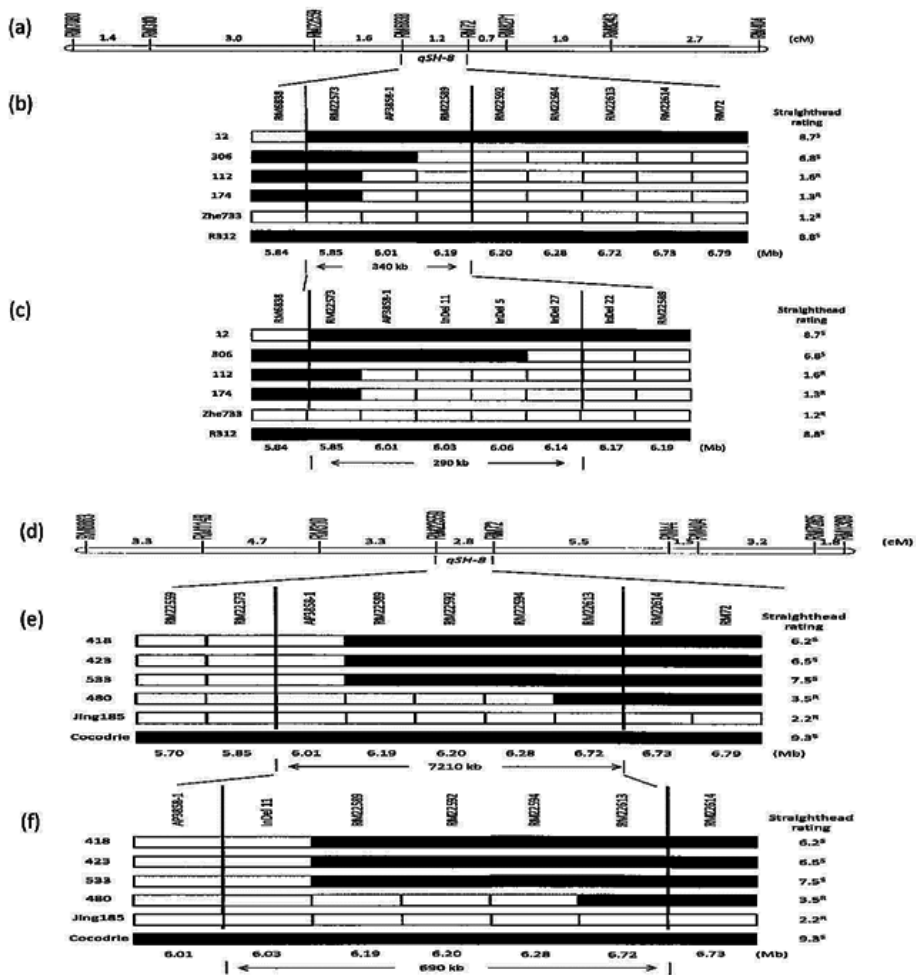 (a)
RM22559 RM6838 RM72 RM271
1.4 3.0 1.6 1.2 0.7 1.9 2.7 (cM)
qSH-8
(b)
RM6838 RM22573 AP3858-1 RM22589 RM22592 RM22594 RM22613 RM22614 RM72 Straighthead rating
12 8.7S
306 6.8S
112 1.6R
174 1.3R
Zhe733 1.2R
R312 8.8S
5.84 5.85 6.01 6.19 6.20 6.28 6.72 6.73 6.79 (Mb)
340 kb
(c)
RM6838 RM22573 AP3858-1 InDel 11 InDel 5 InDel 27 InDel 22 RM22589 Straighthead rating
12 8.7S
306 6.8S
112 1.6R
174 1.3R
Zhe733 1.2R
R312 8.8S
5.84 5.85 6.01 6.03 6.06 6.14 6.17 6.19 (Mb)
290 kb
(d)
RM22559 RM72
3.3 4.7 3.3 2.8 5.5 1.5 3.2 1.8 (cM)
qSH-8
(e)
RM22559 RM22573 AP3858-1 RM22589 RM22592 RM22594 RM22613 RM22614 RM72 Straighthead rating
418 6.2S
423 6.5S
533 7.5S
480 3.5R
Jing185 2.2R
Cocodrie 9.3S
5.70 5.85 6.01 6.19 6.20 6.28 6.72 6.73 6.79 (Mb)
7210 kb
(f)
AP3858-1 InDel 11 RM22589 RM22592 RM22594 RM22613 RM22614 Straighthead rating
418 6.2S
423 6.5S
533 7.5S
480 3.5R
Jing185 2.2R
Cocodrie 9.3S
6.01 6.03 6.19 6.20 6.28 6.72 6.73 (Mb)
690 kb